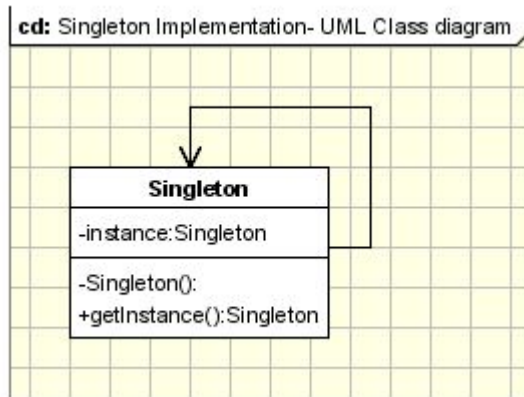 cd: Singleton Implementation- UML Class diagram
Singleton
-instance:Singleton
-Singleton():
+getInstance():Singleton